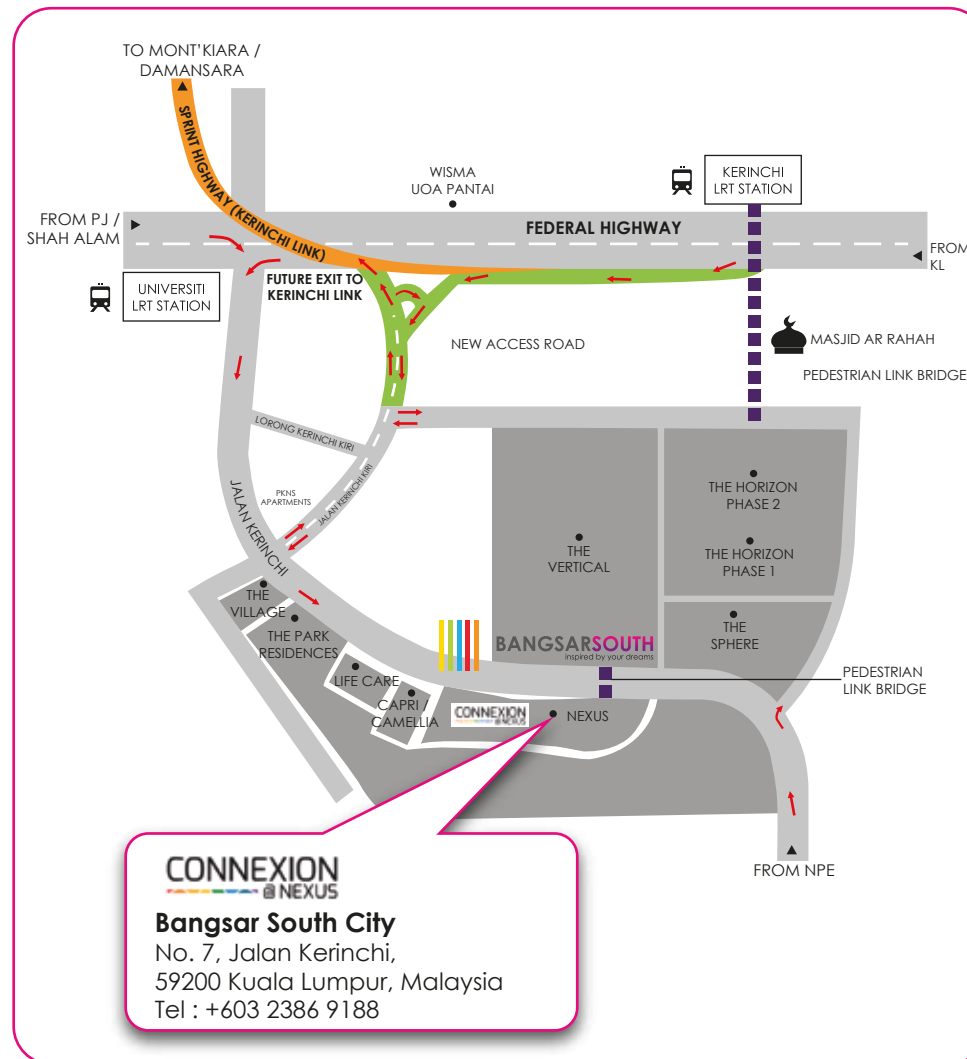 TO MONT'KIARA /
DAMANSARA
SPRINT HIGHWAY (KERINCHI LINK)
WISMA
UOA PANTAI
KERINCHI
LRT STATION
FROM PJ /
SHAH ALAM
FEDERAL HIGHWAY
FROM
KL
UNIVERSITI
LRT STATION
FUTURE EXIT TO
KERINCHI LINK
NEW ACCESS ROAD
MASJID AR RAHAH
PEDESTRIAN LINK BRIDGE
LORONG KERINCHI KIRI
JALAN KERINCHI KIRI
PKNS
APARTMENTS
JALAN KERINCHI
THE HORIZON
PHASE 2
THE VERTICAL
THE HORIZON
PHASE 1
THE
VILLAGE
THE PARK
RESIDENCES
THE
SPHERE
BANGSARSOUTH
inspired by your dreams
LIFE CARE
PEDESTRIAN
LINK BRIDGE
CAPRI /
CAMELLIA
CONNEXION
@NEXUS
NEXUS
FROM NPE
CONNEXION
@NEXUS
Bangsar South City
No. 7, Jalan Kerinchi,
59200 Kuala Lumpur, Malaysia
Tel : +603 2386 9188